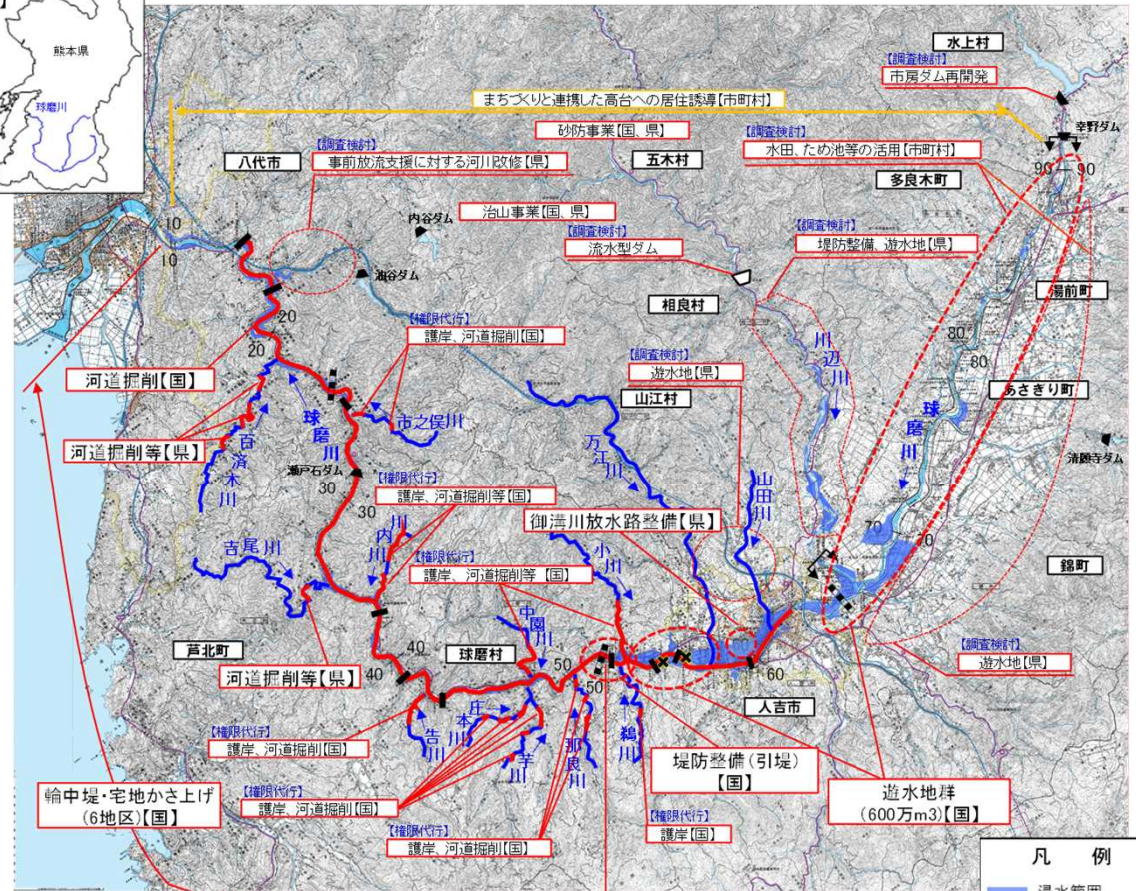 】
熊本県
球磨川
水上村
【調査検討】
市房ダム再開発
まちづくりと連携した高台への居住誘導【市町村】
幸野ダム
砂防事業【国、県】
五木村
【調査検討】
水田、ため池等の活用【市町村】
八代市
【調査検討】
事前放流支援に対する河川改修【県】
多良木町
90
90
治山事業【国、県】
内谷ダム
【調査検討】
流水型ダム
【調査検討】
堤防整備、遊水地【県】
10
10
油谷ダム
相良村
湯前町
20
20
【権限代行】
護岸、河道掘削【国】
川辺川
80
80
河道掘削【国】
【調査検討】
遊水地【県】
山江村
あさぎり町
球磨川
市之俣川
球磨川
河道掘削等【県】
百済木川
万江川
清願寺ダム
瀬戸石ダム
30
30
【権限代行】
護岸、河道掘削等【国】
山田川
御溝川放水路整備【県】
70
70
吉尾川
内川
小川
【権限代行】
護岸、河道掘削等【国】
錦町
中園川
芦北町
40
40
球磨村
50
50
60
【調査検討】
遊水地【県】
河道掘削等【県】
人吉市
【権限代行】
護岸、河道掘削【国】
告川
庄本川
芋川
那良川
鵜川
堤防整備(引堤)
【国】
輪中堤・宅地かさ上げ
(6地区)【国】
【権限代行】
護岸、河道掘削【国】
【権限代行】
護岸、河道掘削【国】
【権限代行】
護岸【国】
遊水地群
(600万m3)【国】
凡 例
浸水範囲